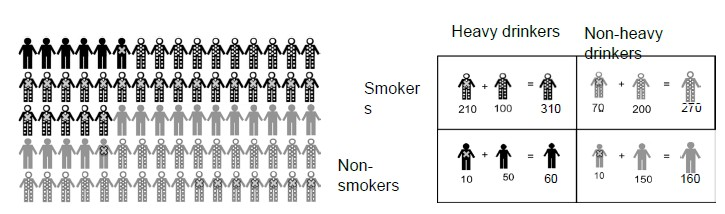 Heavy drinkers
Non-heavy
drinkers
Smoker
s
+ =
210 100 310
+ =
70 200 270
Non-
smokers
+ =
10 50 60
+ =
10 150 160